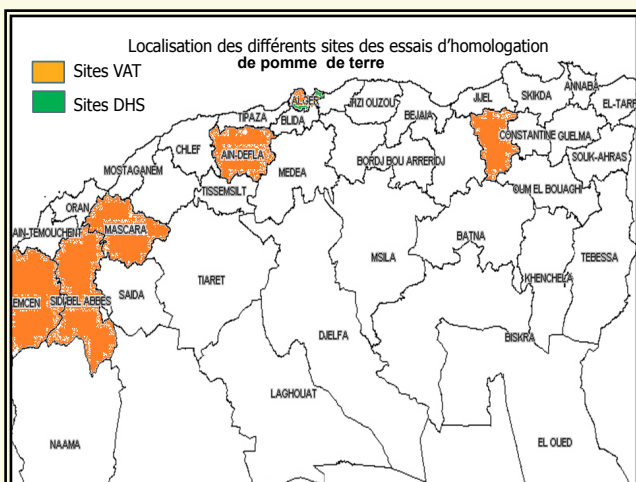 Localisation des différents sites des essais d'homologation
de pomme de terre
Sites VAT
Sites DHS
ALGER
TIPAZA
BLIDA
JIJEL
SKIKDA
ANNABA
EL-TARF
BEJAIA
CONSTANTINE
GUELMA
CHLEF
AIN-DEFLA
MEDEA
BORDJ BOU ARRERIDJ
SOUK-AHRAS
MOSTAGANEM
TISSEMSILT
OUM EL BOUAGHI
ORAN
AIN-TEMOUCHENT
MASCARA
BATNA
MSILA
TEBESSA
TIARET
KHENCHELA
SAIDA
LEMCEN
SIDI BEL ABBES
DJELFA
BISKRA
LAGHOUAT
NAAMA
EL OUED